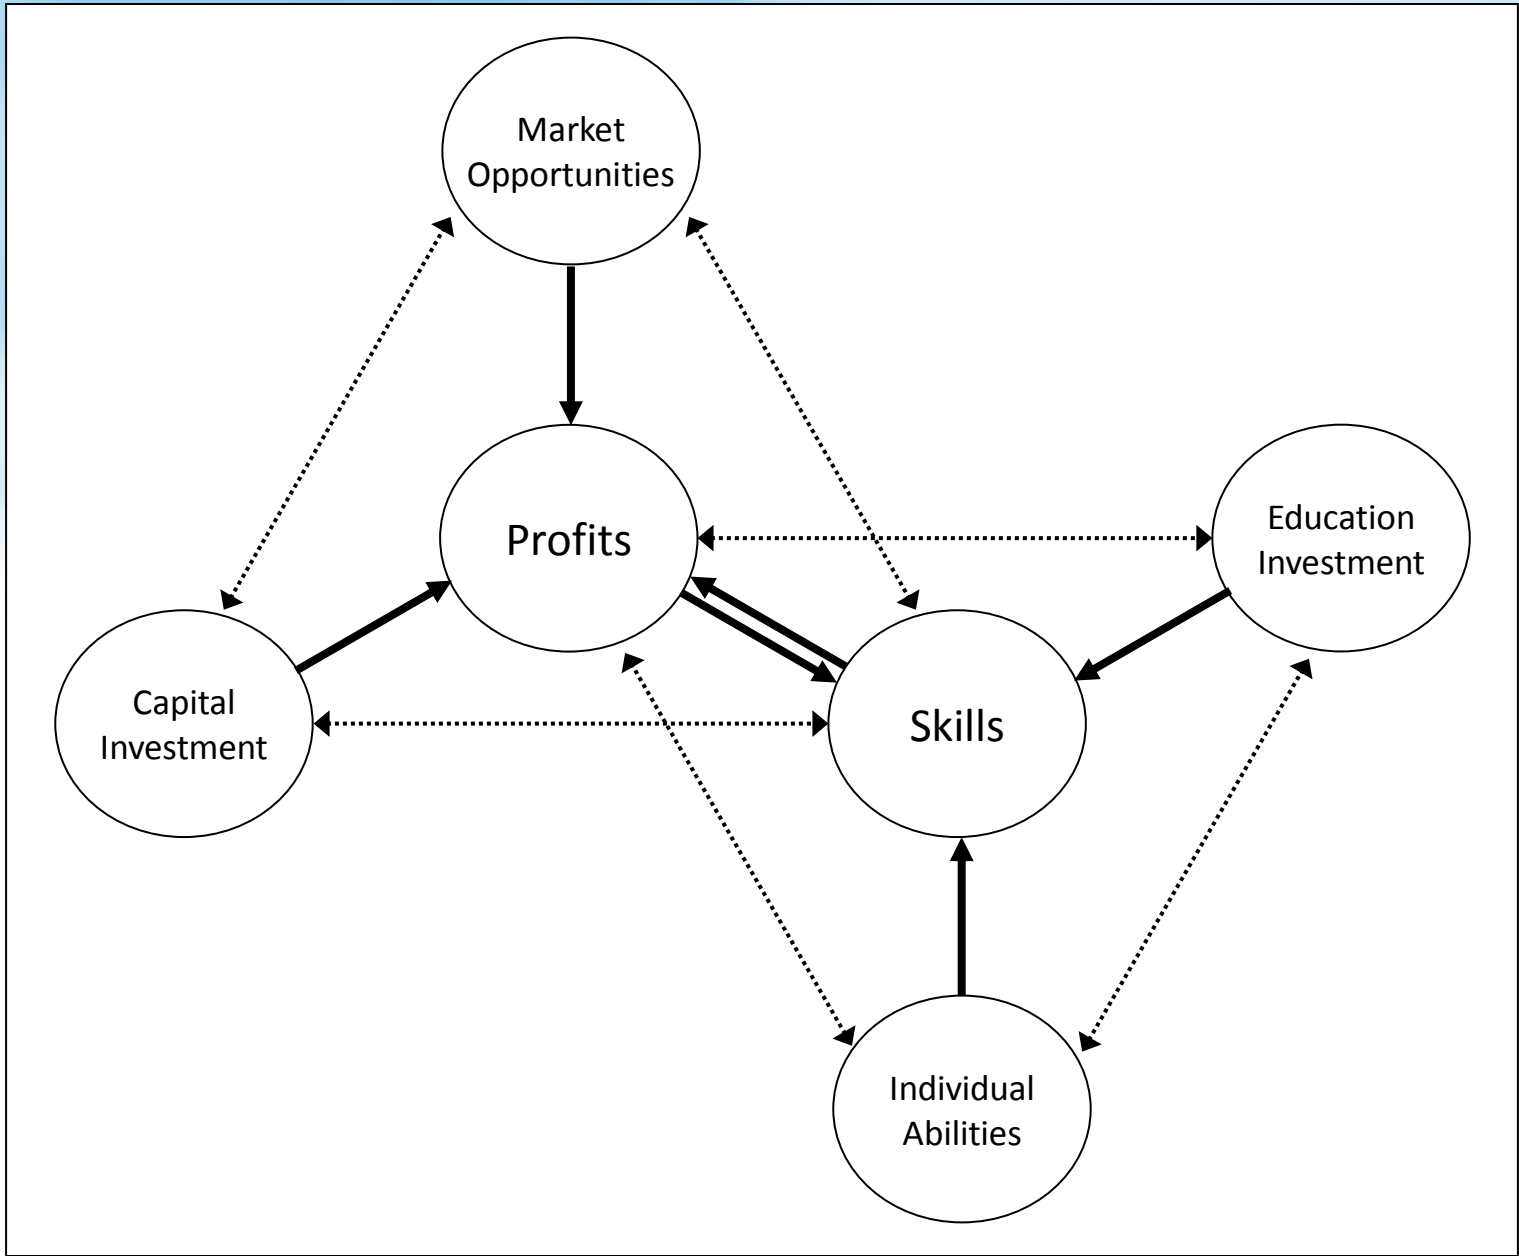 Market
Opportunities
Profits
Education
Investment
Capital
Investment
Skills
Individual
Abilities